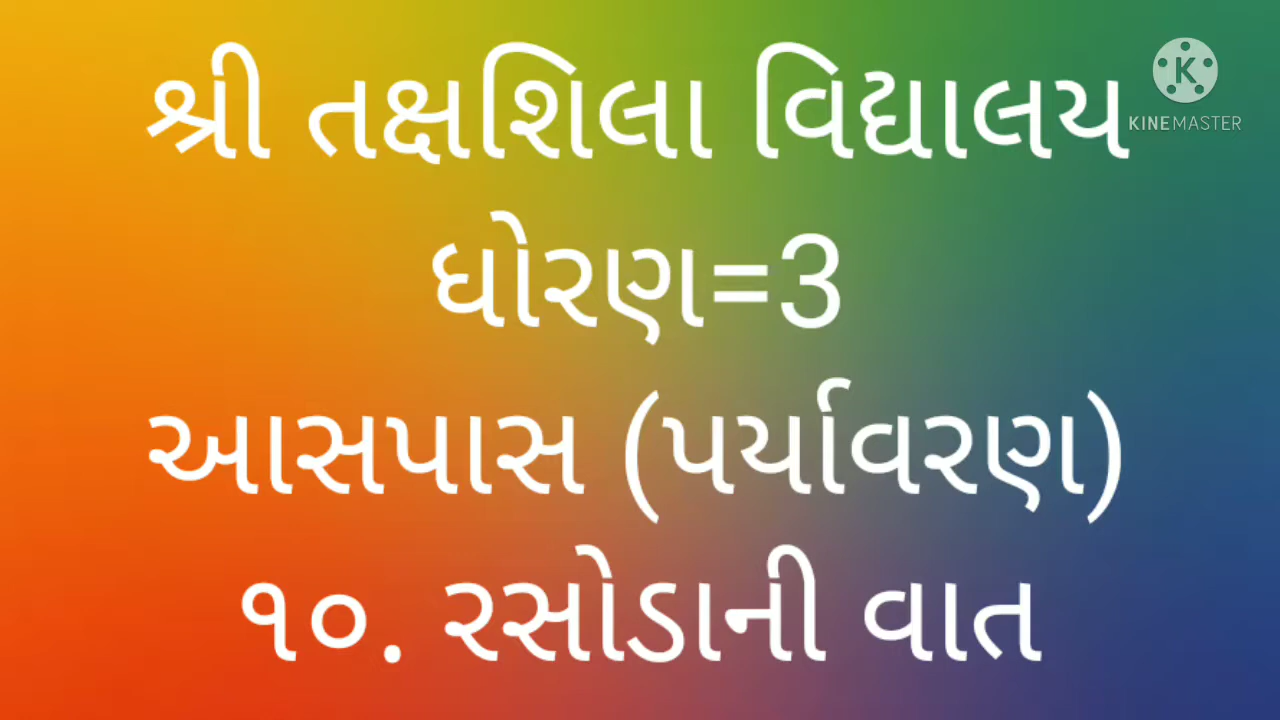 શ્રી તક્ષશિલા વિદ્યાલય
KINEMASTER
ધોરણ=3
આસપાસ (પર્યાવરણ)
૧૦. રસોડાની વાત